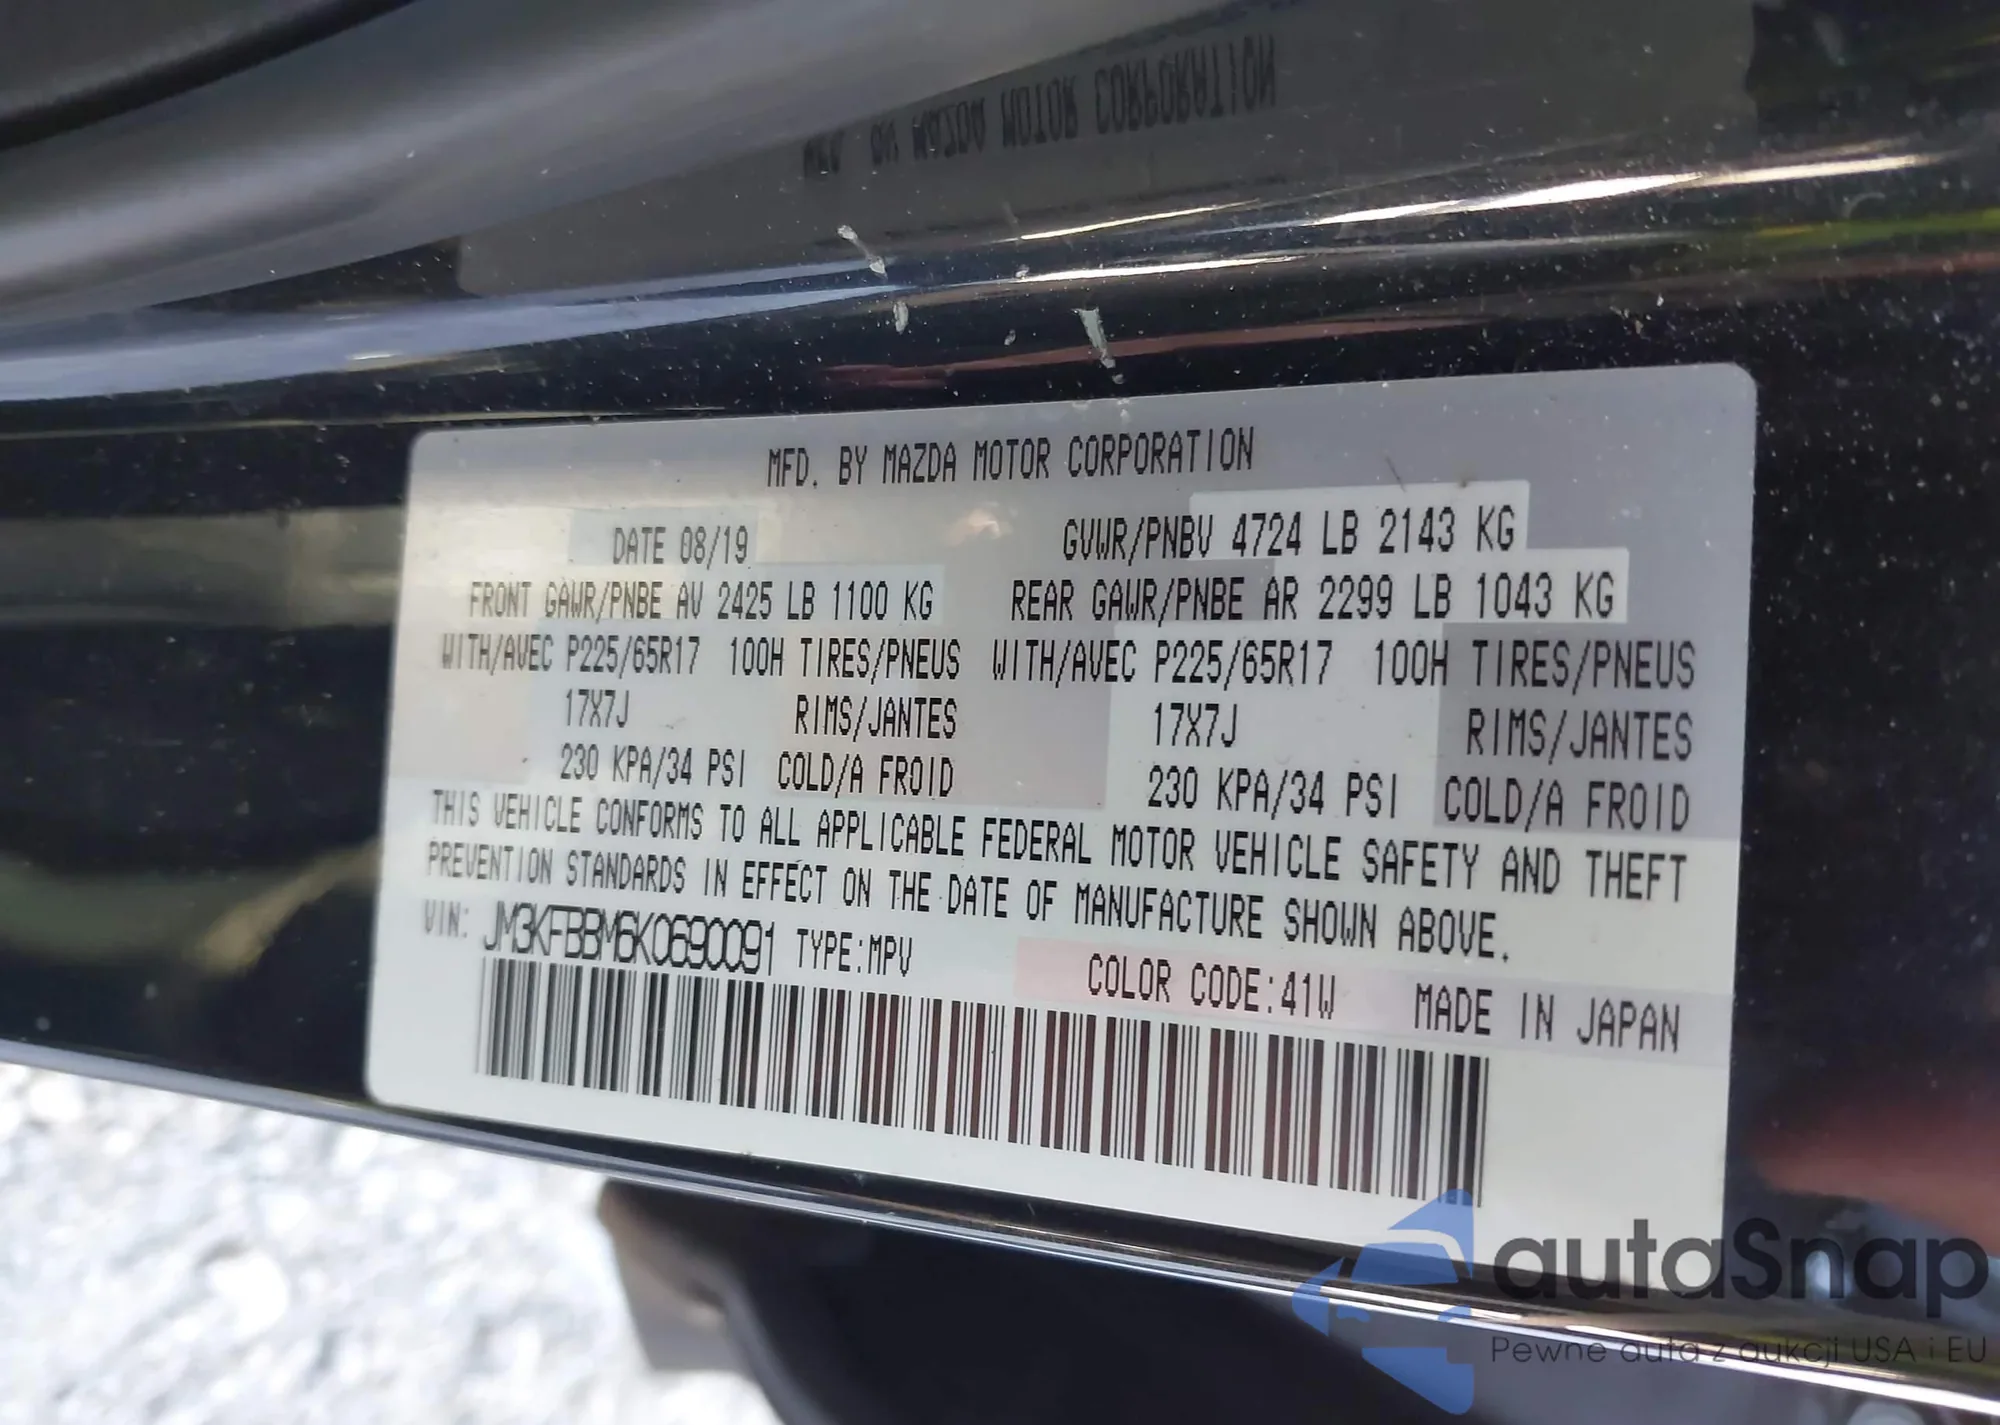 MFD. BY MAZDA MOTOR CORPORATION
MFD. BY MAZDA MOTOR CORPORATION
DATE 08/19 GVWR/PNBV 4724 LB 2143 KG
FRONT GAWR/PNBE AV 2425 LB 1100 KG REAR GAWR/PNBE AR 2299 LB 1043 KG
WITH/AVEC P225/65R17 100H TIRES/PNEUS WITH/AVEC P225/65R17 100H TIRES/PNEUS
17X7J RIMS/JANTES 17X7J RIMS/JANTES
230 KPA/34 PSI COLD/A FROID 230 KPA/34 PSI COLD/A FROID
THIS VEHICLE CONFORMS TO ALL APPLICABLE FEDERAL MOTOR VEHICLE SAFETY AND THEFT
PREVENTION STANDARDS IN EFFECT ON THE DATE OF MANUFACTURE SHOWN ABOVE.
VIN: JM3KFBBM6K0690091 TYPE:MPV COLOR CODE:41W MADE IN JAPAN
autaSnap
Pewne auta z aukcji USA i EU